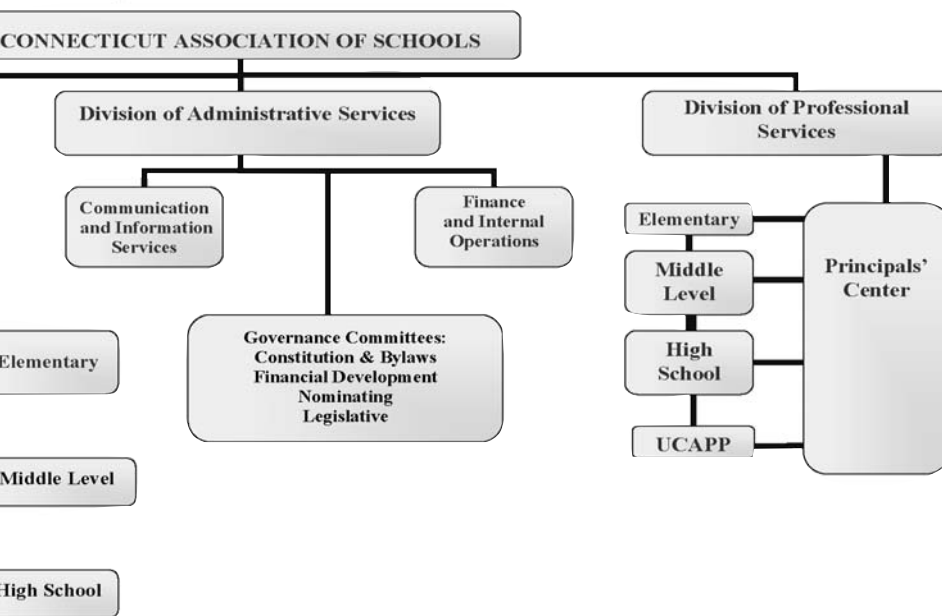 CONNECTICUT ASSOCIATION OF SCHOOLS
Division of Administrative Services
Division of Professional
Services
Communication
and Information
Services
Finance
and Internal
Operations
Elementary
Middle
Level
High
School
UCAPP
Principals'
Center
Governance Committees:
Constitution & Bylaws
Financial Development
Nominating
Legislative
Elementary
Middle Level
High School